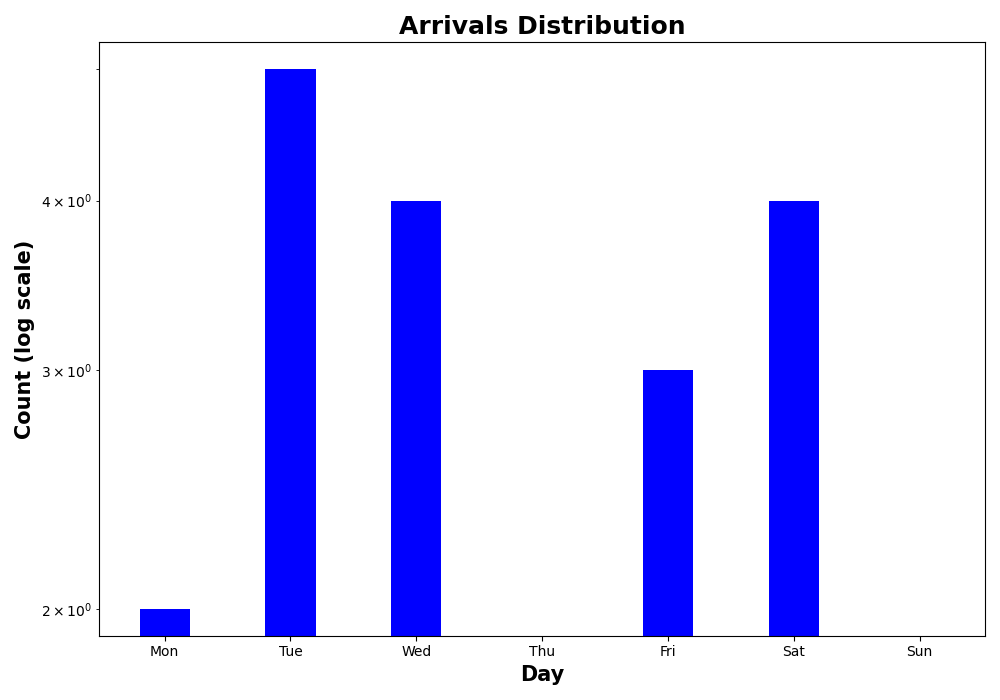 Arrivals Distribution
Count (log scale)
4 × 10⁰
3 × 10⁰
2 × 10⁰
Mon Tue Wed Thu Fri Sat Sun
Day